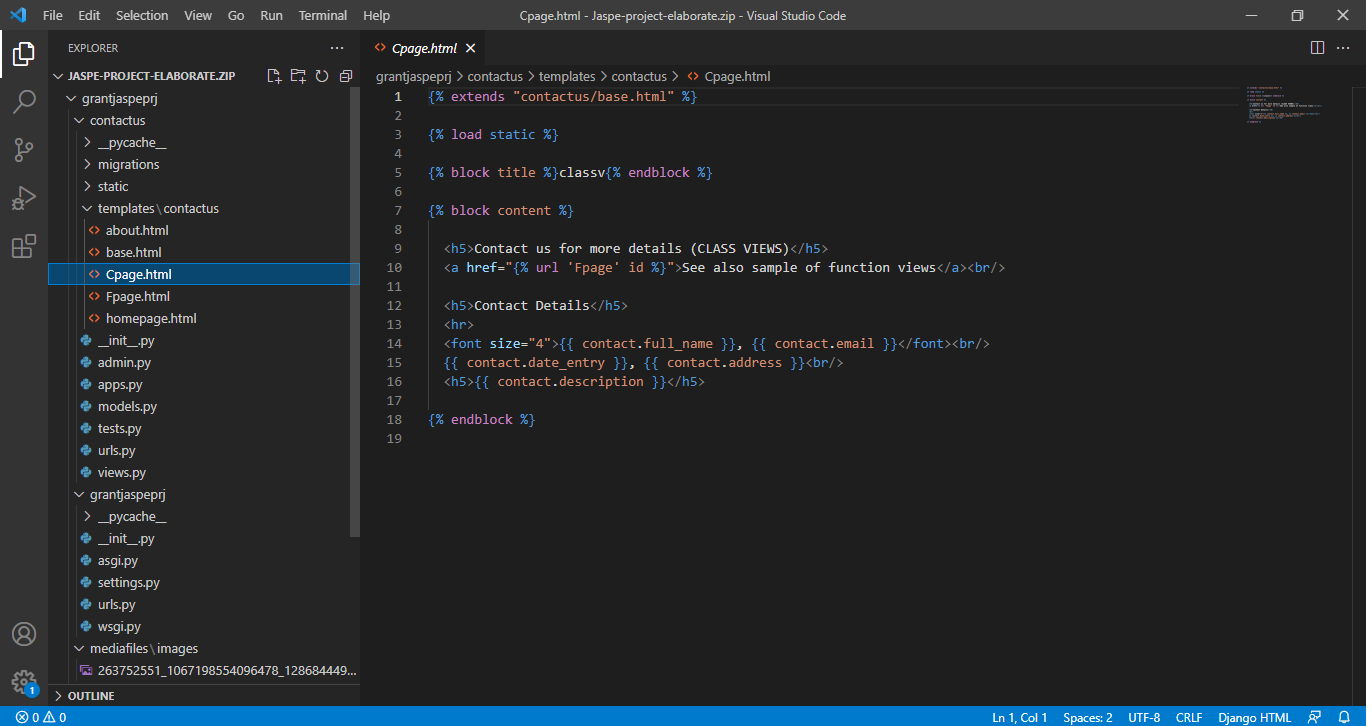 File Edit Selection View Go Run Terminal Help
Cpage.html - Jaspe-project-elaborate.zip - Visual Studio Code
EXPLORER
JASPE-PROJECT-ELABORATE.ZIP
grantjaspeprj
contactus
__pycache__
migrations
static
templates\contactus
about.html
base.html
Cpage.html
Fpage.html
homepage.html
__init__.py
admin.py
apps.py
models.py
tests.py
urls.py
views.py
grantjaspeprj
__pycache__
__init__.py
asgi.py
settings.py
urls.py
wsgi.py
mediafiles\images
263752551_1067198554096478_128684449...
OUTLINE
Cpage.html
grantjaspeprj > contactus > templates > contactus > Cpage.html
1 {% extends "contactus/base.html" %}
2
3 {% load static %}
4
5 {% block title %}classv{% endblock %}
6
7 {% block content %}
8
9 <h5>Contact us for more details (CLASS VIEWS)</h5>
10 <a href="{% url 'Fpage' id %}">See also sample of function views</a><br/>
11
12 <h5>Contact Details</h5>
13 <hr>
14 <font size="4">{{ contact.full_name }}, {{ contact.email }}</font><br/>
15 {{ contact.date_entry }}, {{ contact.address }}<br/>
16 <h5>{{ contact.description }}</h5>
17
18 {% endblock %}
19
1
0 0
Ln 1, Col 1 Spaces: 2 UTF-8 CRLF Django HTML